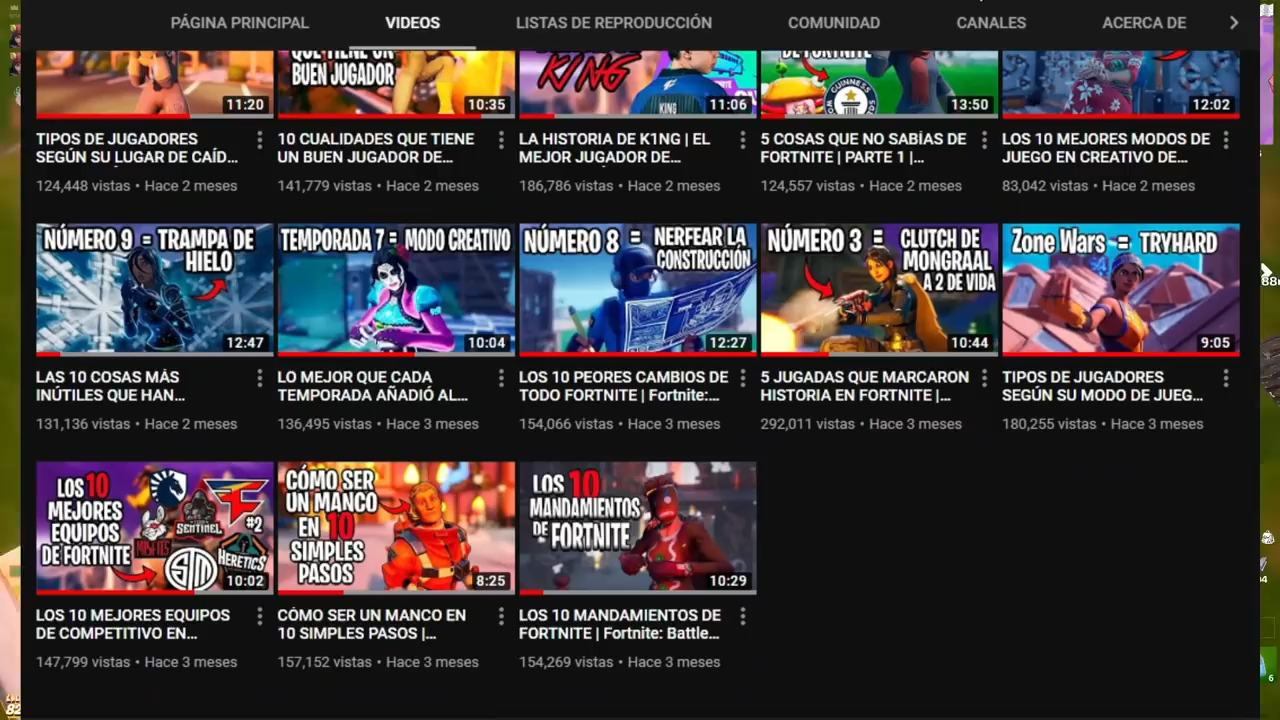 PÁGINA PRINCIPAL VIDEOS LISTAS DE REPRODUCCIÓN COMUNIDAD CANALES ACERCA DE
QUE TIENE UN
BUEN JUGADOR
KING
KING
DE FORTNITE
GUINNESS
11:20
10:35
11:06
13:50
12:02
TIPOS DE JUGADORES
SEGÚN SU LUGAR DE CAÍD...
124,448 vistas • Hace 2 meses
10 CUALIDADES QUE TIENE
UN BUEN JUGADOR DE...
141,779 vistas • Hace 2 meses
LA HISTORIA DE K1NG | EL
MEJOR JUGADOR DE...
186,786 vistas • Hace 2 meses
5 COSAS QUE NO SABÍAS DE
FORTNITE | PARTE 1 |...
124,557 vistas • Hace 2 meses
LOS 10 MEJORES MODOS DE
JUEGO EN CREATIVO DE...
83,042 vistas • Hace 2 meses
NÚMERO 9 = TRAMPA DE
HIELO
12:47
LAS 10 COSAS MÁS
INÚTILES QUE HAN...
131,136 vistas • Hace 2 meses
TEMPORADA 7 = MODO CREATIVO
10:04
LO MEJOR QUE CADA
TEMPORADA AÑADIÓ AL...
136,495 vistas • Hace 3 meses
NÚMERO 8 = NERFEAR LA
CONSTRUCCIÓN
12:27
LOS 10 PEORES CAMBIOS DE
TODO FORTNITE | Fortnite:...
154,066 vistas • Hace 3 meses
NÚMERO 3 = CLUTCH DE
MONGRAAL
A 2 DE VIDA
10:44
5 JUGADAS QUE MARCARON
HISTORIA EN FORTNITE |...
292,011 vistas • Hace 3 meses
Zone Wars = TRYHARD
9:05
TIPOS DE JUGADORES
SEGÚN SU MODO DE JUEG...
180,255 vistas • Hace 3 meses
LOS 10
MEJORES
EQUIPOS
DE FORTNITE
SENTINEL
#2
MISFITS
HERETICS
10:02
LOS 10 MEJORES EQUIPOS
DE COMPETITIVO EN...
147,799 vistas • Hace 3 meses
CÓMO SER
UN MANCO
EN 10
SIMPLES
PASOS
8:25
CÓMO SER UN MANCO EN
10 SIMPLES PASOS |...
157,152 vistas • Hace 3 meses
LOS 10
MANDAMIENTOS
DE FORTNITE
10:29
LOS 10 MANDAMIENTOS DE
FORTNITE | Fortnite: Battle...
154,269 vistas • Hace 3 meses